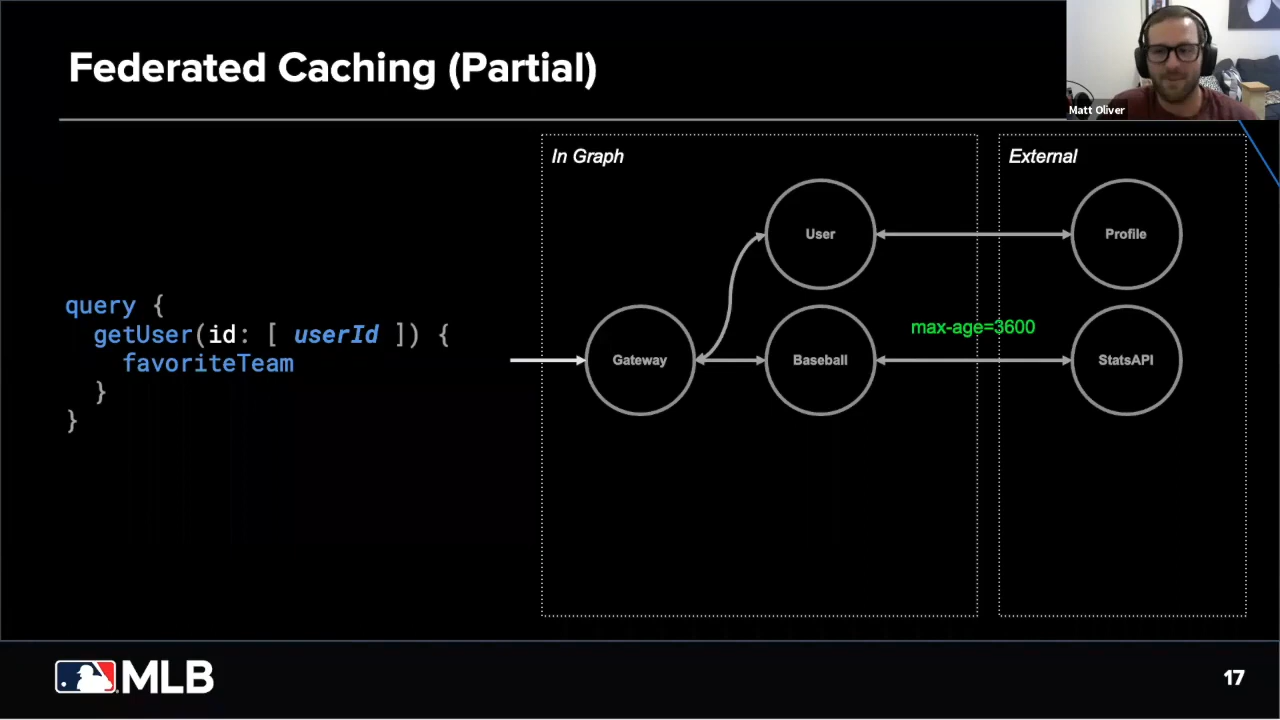 Federated Caching (Partial)
Matt Oliver
In Graph
External
User
Profile
query {
getUser(id: [ userId ]) {
favoriteTeam
}
}
max-age=3600
Gateway
Baseball
StatsAPI
MLB
17